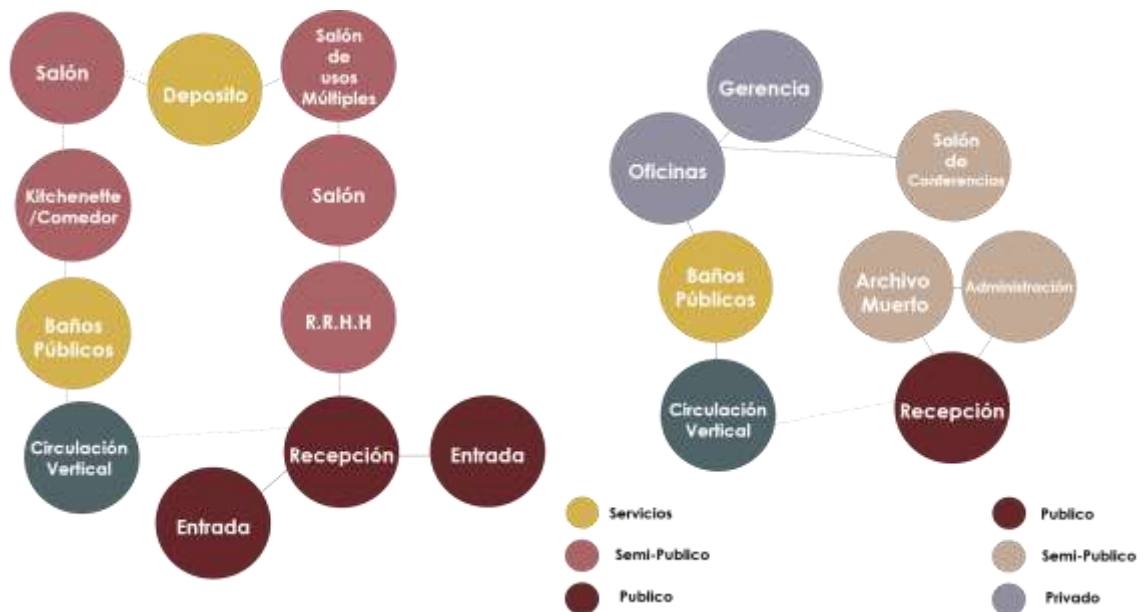 Salón
Deposito
Salón
de
usos
Múltiples
Kitchenette
/Comedor
Salón
Baños
Públicos
R.R.H.H
Circulación
Vertical
Recepción
Entrada
Entrada
Gerencia
Oficinas
Salón
de
Conferencias
Baños
Públicos
Archivo
Muerto
Administración
Circulación
Vertical
Recepción
Servicios
Semi-Publico
Publico
Publico
Semi-Publico
Privado